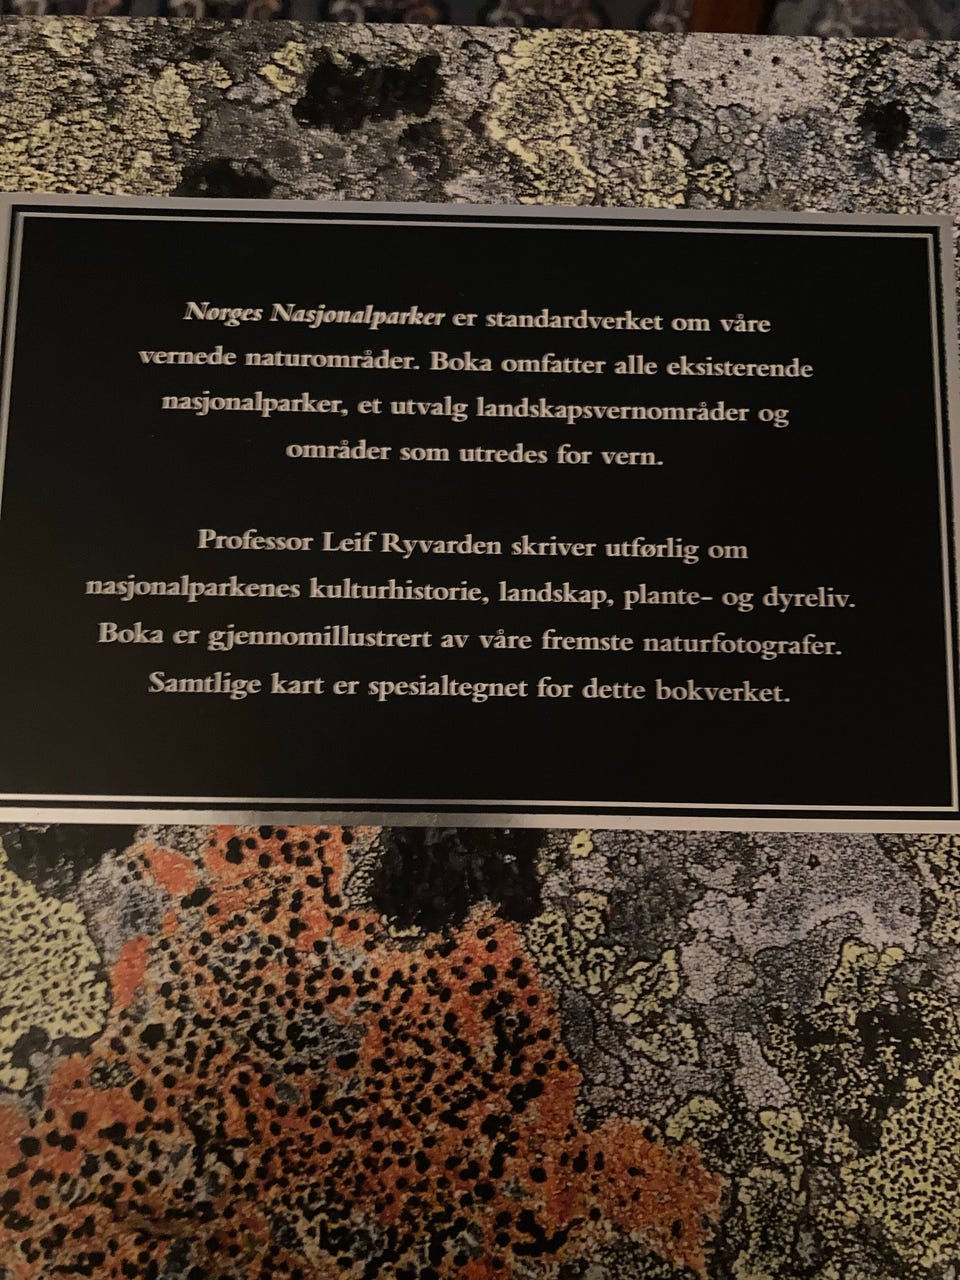 Norges Nasjonalparker er standardverket om våre
vernede naturområder. Boka omfatter alle eksisterende
nasjonalparker, et utvalg landskapsvernområder og
områder som utredes for vern.
Professor Leif Ryvarden skriver utførlig om
nasjonalparkenes kulturhistorie, landskap, plante- og dyreliv.
Boka er gjennomillustrert av våre fremste naturfotografer.
Samtlige kart er spesialtegnet for dette bokverket.